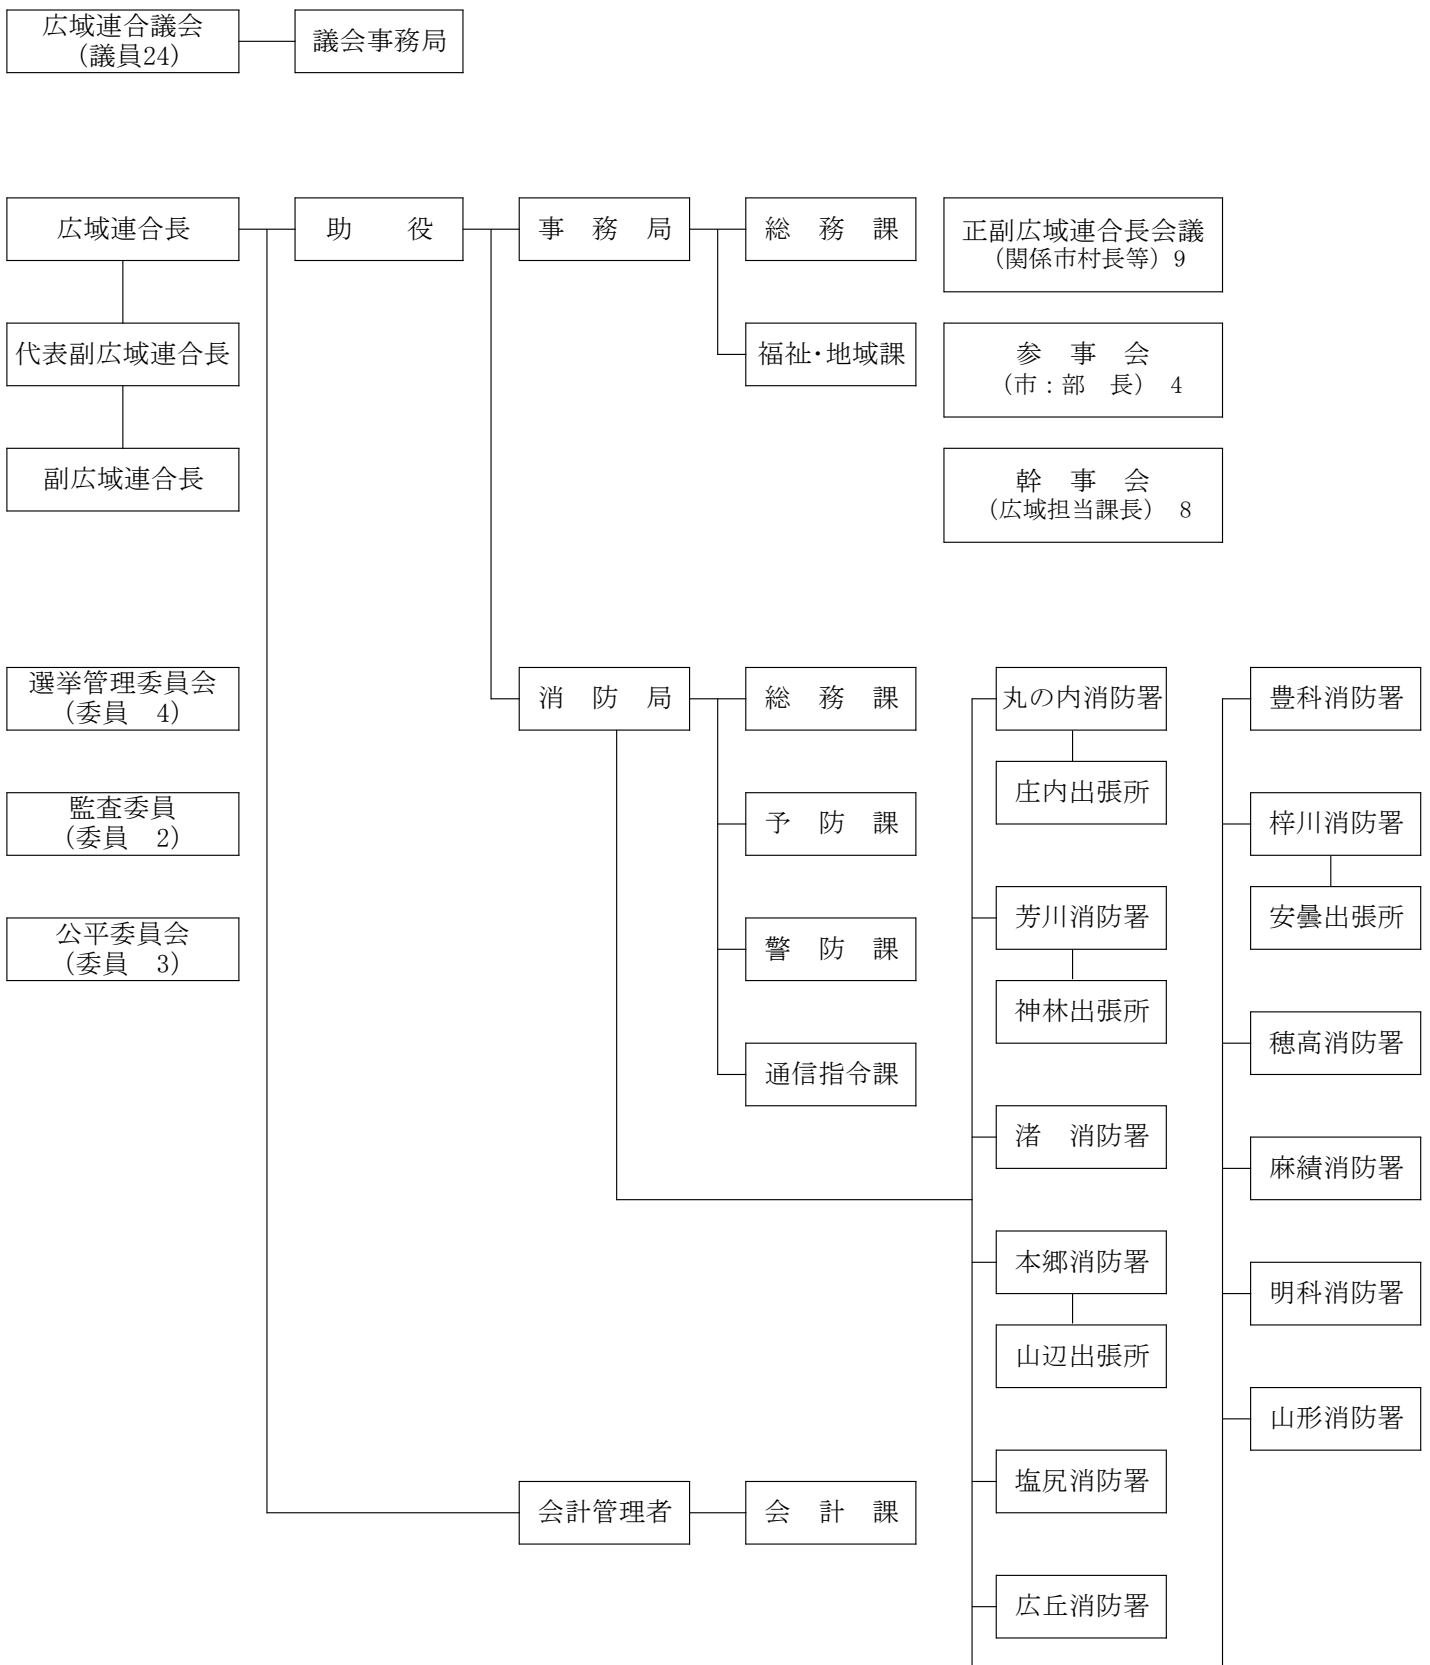 広域連合議会
（議員24）
議会事務局
広域連合長
助　　役
事　務　局
総　務　課
正副広域連合長会議
（関係市村長等）9
代表副広域連合長
福祉・地域課
参　事　会
（市：部　長）　4
副広域連合長
幹　事　会
（広域担当課長）　8
選挙管理委員会
（委員　4）
消　防　局
総　務　課
丸の内消防署
豊科消防署
庄内出張所
監査委員
（委員　2）
予　防　課
梓川消防署
公平委員会
（委員　3）
警　防　課
芳川消防署
安曇出張所
神林出張所
穂高消防署
通信指令課
渚　消防署
麻績消防署
本郷消防署
明科消防署
山辺出張所
山形消防署
塩尻消防署
会計管理者
会　計　課
広丘消防署